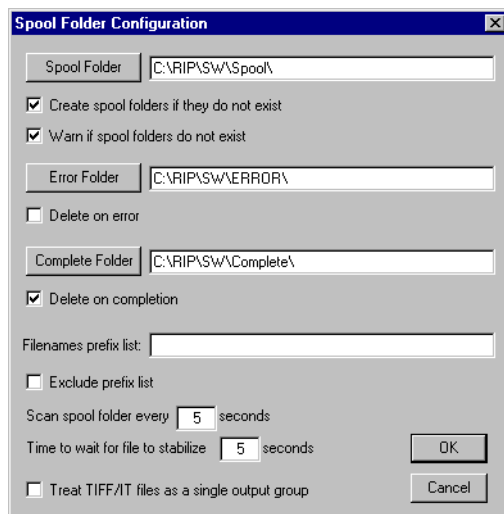 Spool Folder Configuration
Spool Folder C:\RIP\SW\Spool\
Create spool folders if they do not exist
Warn if spool folders do not exist
Error Folder C:\RIP\SW\ERROR\
Delete on error
Complete Folder C:\RIP\SW\Complete\
Delete on completion
Filenames prefix list:
Exclude prefix list
Scan spool folder every 5 seconds
Time to wait for file to stabilize 5 seconds
OK
Treat TIFF/IT files as a single output group
Cancel